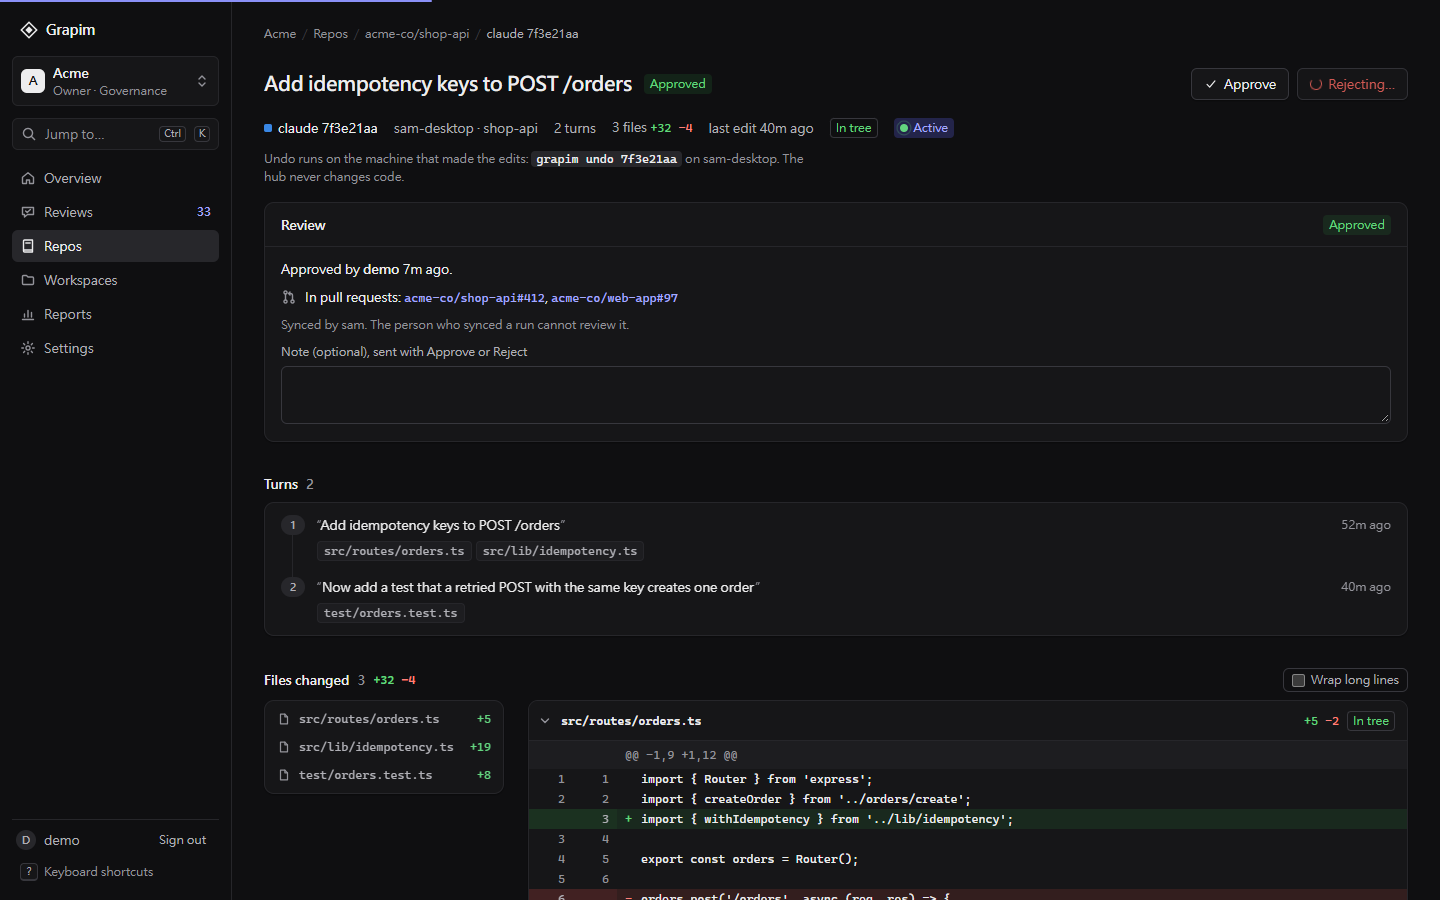 Grapim
A
Acme
Owner · Governance
Jump to...
Ctrl
K
Overview
Reviews
33
Repos
Workspaces
Reports
Settings
D
demo
Sign out
?
Keyboard shortcuts
Acme / Repos / acme-co/shop-api / claude 7f3e21aa
Add idempotency keys to POST /orders
Approved
Approve
Rejecting...
claude 7f3e21aa
sam-desktop · shop-api
2 turns
3 files +32 −4
last edit 40m ago
In tree
Active
Undo runs on the machine that made the edits: grapim undo 7f3e21aa on sam-desktop. The
hub never changes code.
Review
Approved
Approved by demo 7m ago.
In pull requests: acme-co/shop-api#412, acme-co/web-app#97
Synced by sam. The person who synced a run cannot review it.
Note (optional), sent with Approve or Reject
Turns 2
1
“Add idempotency keys to POST /orders”
52m ago
src/routes/orders.ts
src/lib/idempotency.ts
2
“Now add a test that a retried POST with the same key creates one order”
40m ago
test/orders.test.ts
Files changed 3 +32 −4
Wrap long lines
src/routes/orders.ts +5
src/lib/idempotency.ts +19
test/orders.test.ts +8
src/routes/orders.ts
+5 −2
In tree
@@ −1,9 +1,12 @@
1 1 import { Router } from 'express';
2 2 import { createOrder } from '../orders/create';
3 + import { withIdempotency } from '../lib/idempotency';
3 4
4 5 export const orders = Router();
5 6
6 − orders.post('/orders', async (req, res) => {